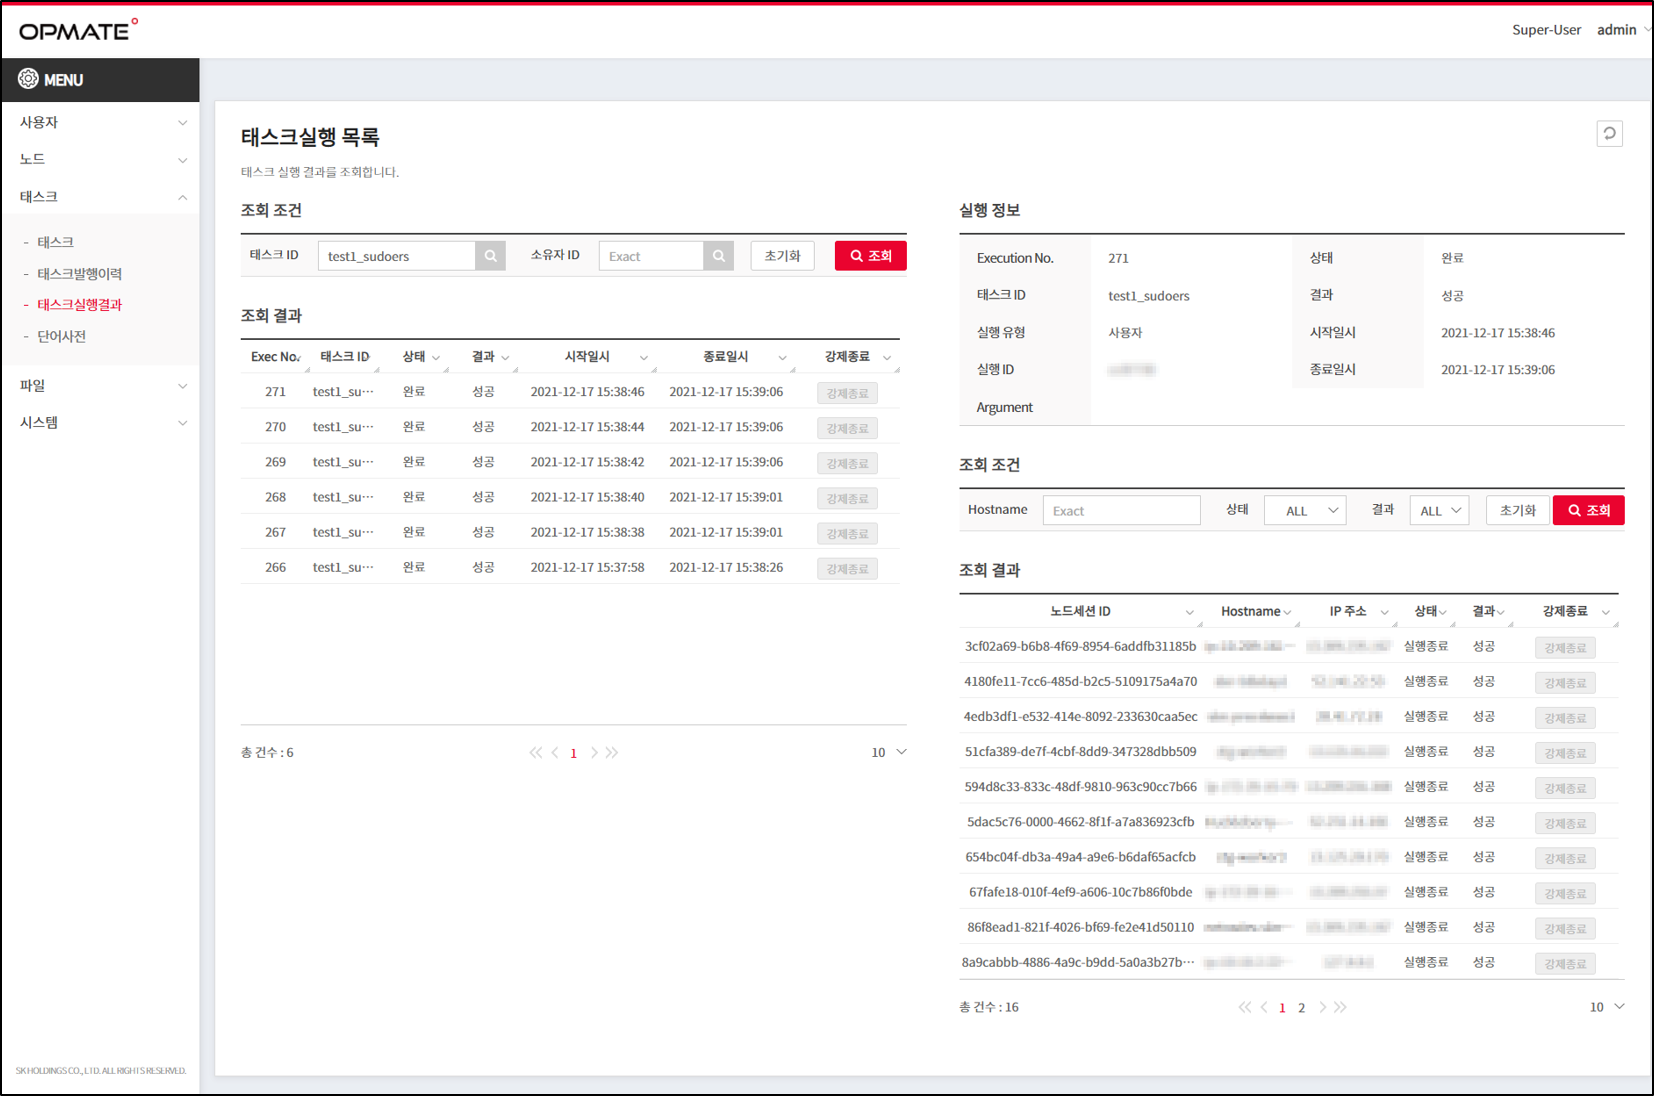 OPMATE
Super-User admin
MENU
사용자
노드
태스크
- 태스크
- 태스크발행이력
- 태스크실행결과
- 단어사전
파일
시스템
SK HOLDINGS CO., LTD. ALL RIGHTS RESERVED.
태스크실행 목록
태스크 실행 결과를 조회합니다.
조회 조건
태스크 ID test1_sudoers 소유자 ID Exact 초기화 조회
조회 결과
Exec No. 태스크 ID 상태 결과 시작일시 종료일시 강제종료
271 test1_su··· 완료 성공 2021-12-17 15:38:46 2021-12-17 15:39:06 강제종료
270 test1_su··· 완료 성공 2021-12-17 15:38:44 2021-12-17 15:39:06 강제종료
269 test1_su··· 완료 성공 2021-12-17 15:38:42 2021-12-17 15:39:06 강제종료
268 test1_su··· 완료 성공 2021-12-17 15:38:40 2021-12-17 15:39:01 강제종료
267 test1_su··· 완료 성공 2021-12-17 15:38:38 2021-12-17 15:39:01 강제종료
266 test1_su··· 완료 성공 2021-12-17 15:37:58 2021-12-17 15:38:26 강제종료
총 건수 : 6 1 10
실행 정보
Execution No. 271 상태 완료
태스크 ID test1_sudoers 결과 성공
실행 유형 사용자 시작일시 2021-12-17 15:38:46
실행 ID 종료일시 2021-12-17 15:39:06
Argument
조회 조건
Hostname Exact 상태 ALL 결과 ALL 초기화 조회
조회 결과
노드세션 ID Hostname IP 주소 상태 결과 강제종료
3cf02a69-b6b8-4f69-8954-6addfb31185b 실행종료 성공 강제종료
4180fe11-7cc6-485d-b2c5-5109175a4a70 실행종료 성공 강제종료
4edb3df1-e532-414e-8092-233630caa5ec 실행종료 성공 강제종료
51cfa389-de7f-4cbf-8dd9-347328dbb509 실행종료 성공 강제종료
594d8c33-833c-48df-9810-963c90cc7b66 실행종료 성공 강제종료
5dac5c76-0000-4662-8f1f-a7a836923cfb 실행종료 성공 강제종료
654bc04f-db3a-49a4-a9e6-b6daf65acfcb 실행종료 성공 강제종료
67fafe18-010f-4ef9-a606-10c7b86f0bde 실행종료 성공 강제종료
86f8ead1-821f-4026-bf69-fe2e41d50110 실행종료 성공 강제종료
8a9cabbb-4886-4a9c-b9dd-5a0a3b27b··· 실행종료 성공 강제종료
총 건수 : 16 1 2 10